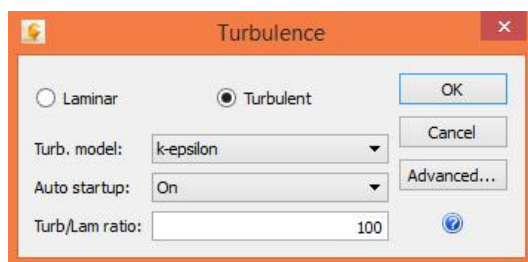 Turbulence
Laminar
Turbulent
OK
Turb. model:
k-epsilon
Cancel
Auto startup:
On
Advanced...
Turb/Lam ratio:
100